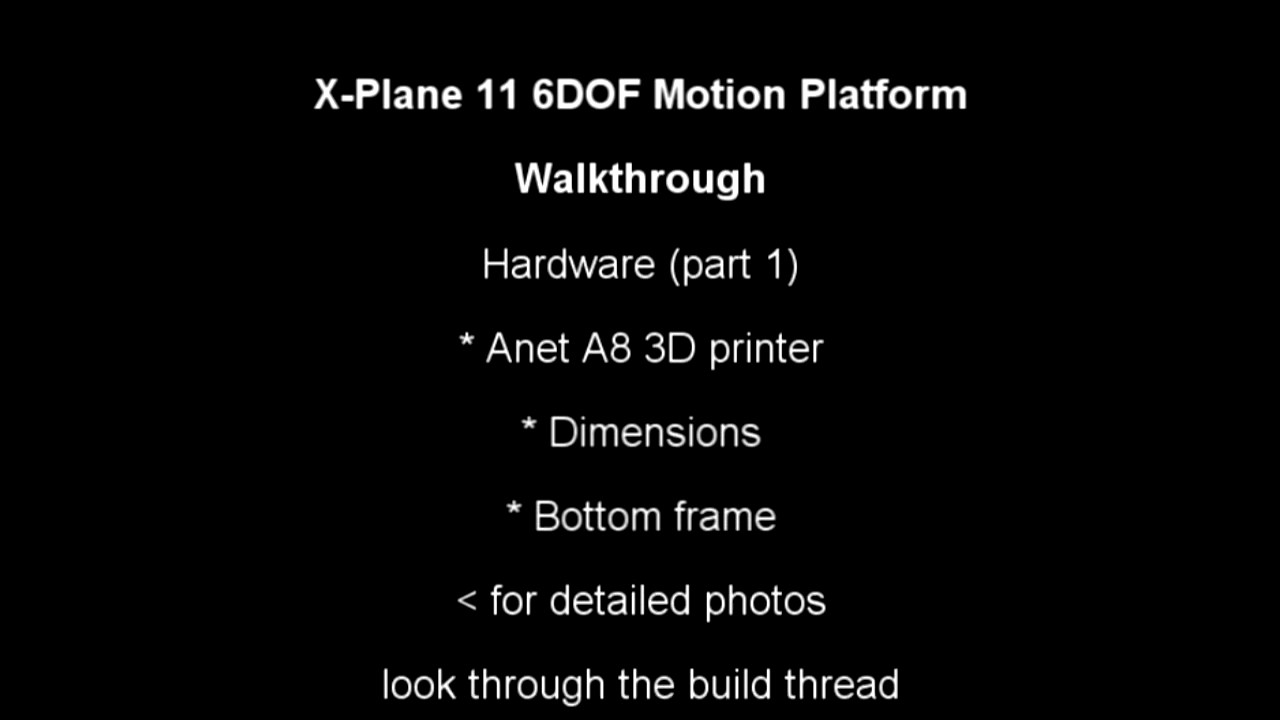 X-Plane 11 6DOF Motion Platform
Walkthrough
Hardware (part 1)
* Anet A8 3D printer
* Dimensions
* Bottom frame
< for detailed photos
look through the build thread